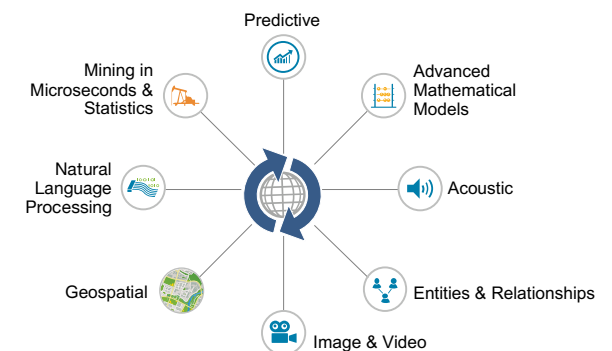 Predictive
Mining in
Microseconds &
Statistics
Advanced
Mathematical
Models
Natural
Language
Processing
Acoustic
Geospatial
Entities & Relationships
Image & Video